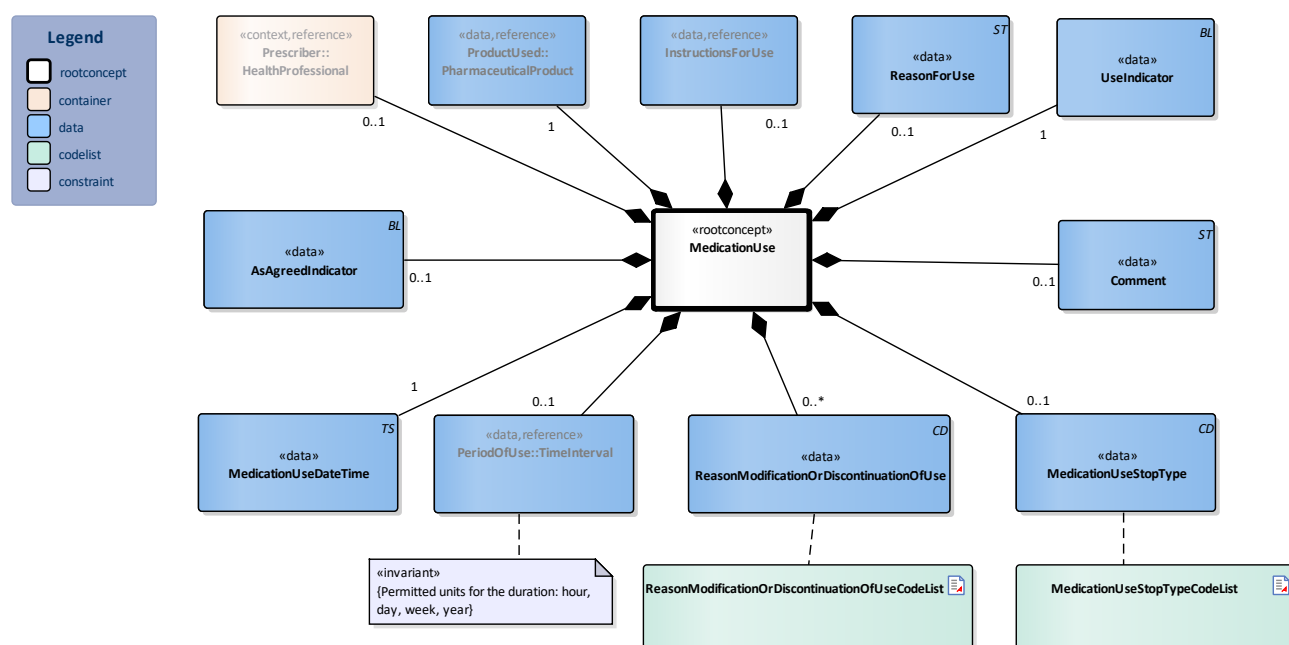 Legend
rootconcept
container
data
codelist
constraint
«context,reference»
Prescriber::
HealthProfessional
0..1
«data,reference»
ProductUsed::
PharmaceuticalProduct
1
«data,reference»
InstructionsForUse
0..1
ST
«data»
ReasonForUse
0..1
BL
«data»
UseIndicator
1
BL
«data»
AsAgreedIndicator
0..1
«rootconcept»
MedicationUse
ST
«data»
Comment
0..1
1
TS
«data»
MedicationUseDateTime
0..1
«data,reference»
PeriodOfUse::TimeInterval
0..*
CD
«data»
ReasonModificationOrDiscontinuationOfUse
0..1
CD
«data»
MedicationUseStopType
«invariant»
{Permitted units for the duration: hour,
day, week, year}
ReasonModificationOrDiscontinuationOfUseCodeList
MedicationUseStopTypeCodeList